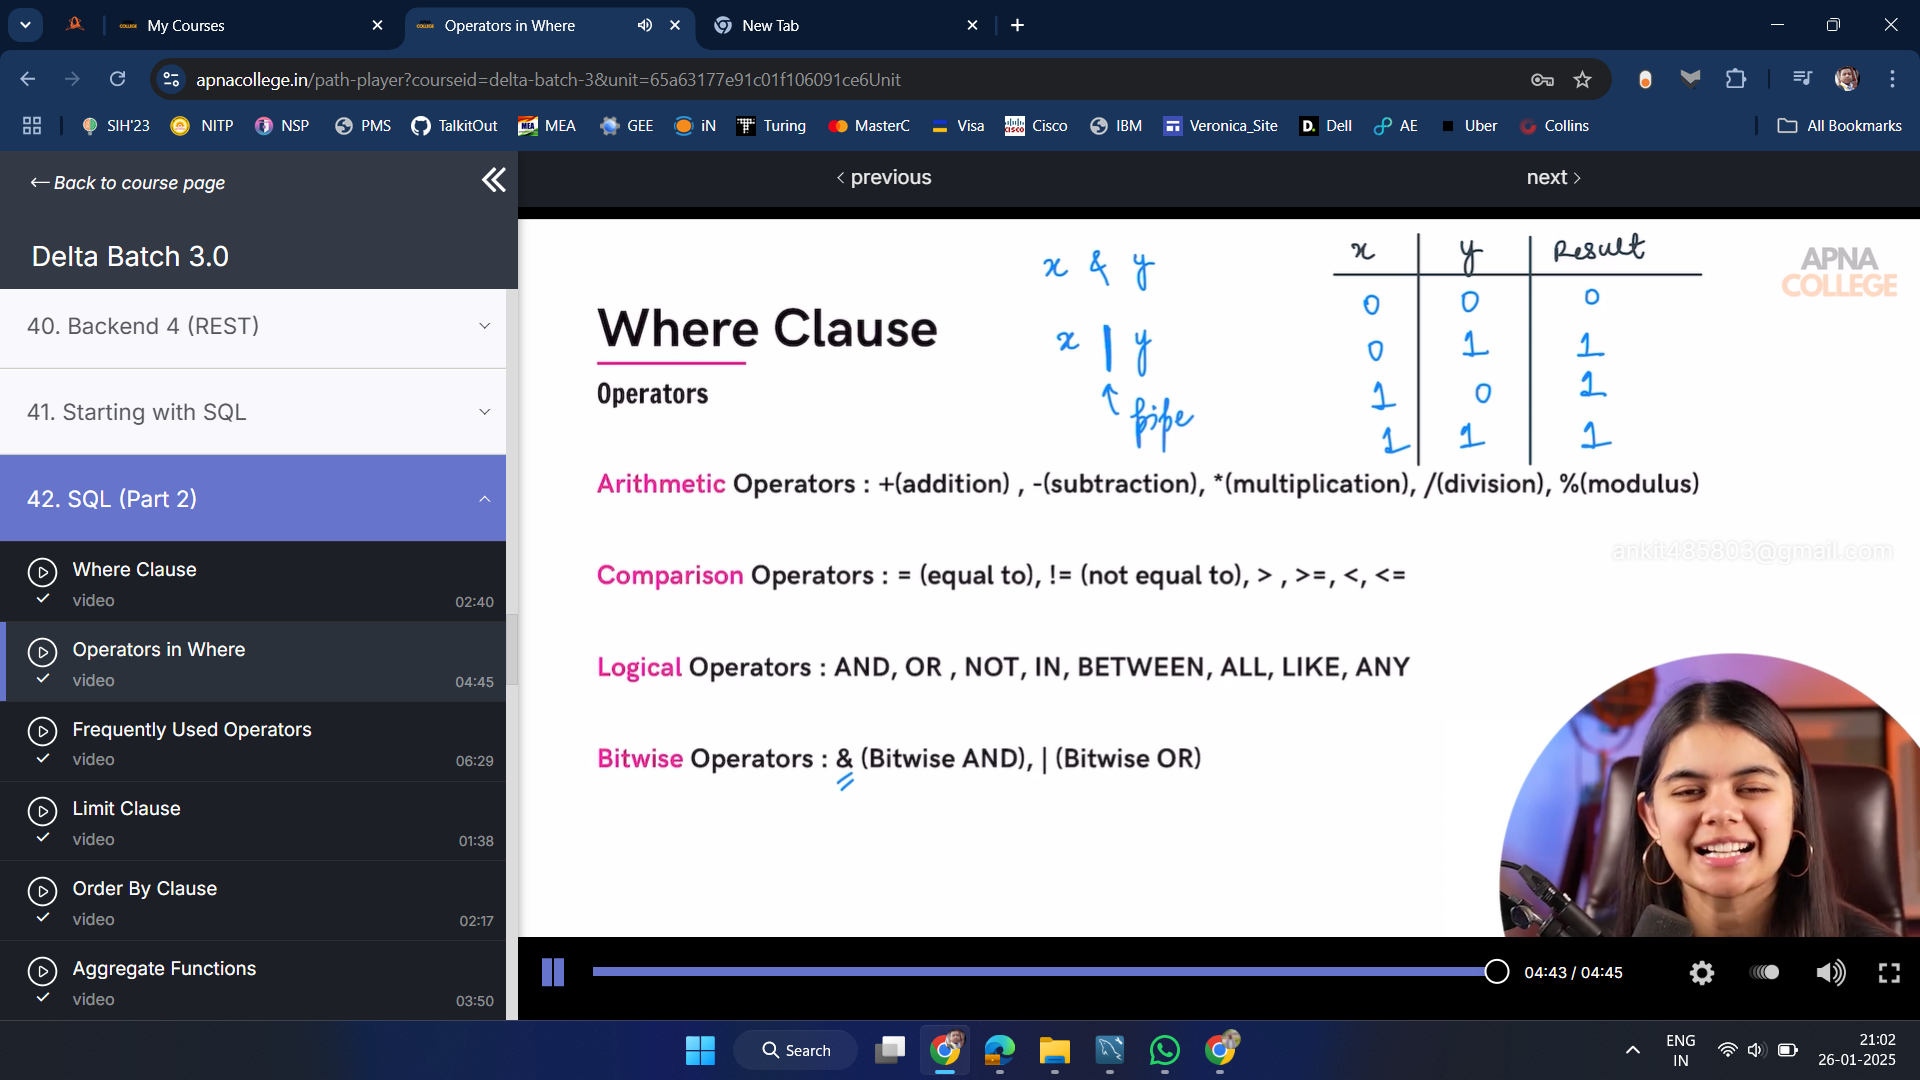 My Courses
Operators in Where
New Tab
apnacollege.in/path-player?courseid=delta-batch-3&unit=65a63177e91c01f106091ce6Unit
SIH'23 NITP NSP PMS TalkitOut MEA GEE iN Turing MasterC Visa Cisco IBM Veronica_Site Dell AE Uber Collins All Bookmarks
Back to course page
previous
next
Delta Batch 3.0
40. Backend 4 (REST)
41. Starting with SQL
42. SQL (Part 2)
Where Clause
video 02:40
Operators in Where
video 04:45
Frequently Used Operators
video 06:29
Limit Clause
video 01:38
Order By Clause
video 02:17
Aggregate Functions
video 03:50
Where Clause
Operators
x & y
x | y
pipe
x y Result
0 0 0
0 1 1
1 0 1
1 1 1
APNA
COLLEGE
Arithmetic Operators : +(addition) , -(subtraction), *(multiplication), /(division), %(modulus)
ankit485803@gmail.com
Comparison Operators : = (equal to), != (not equal to), > , >=, <, <=
Logical Operators : AND, OR , NOT, IN, BETWEEN, ALL, LIKE, ANY
Bitwise Operators : & (Bitwise AND), | (Bitwise OR)
04:43 / 04:45
Search
ENG
IN
21:02
26-01-2025